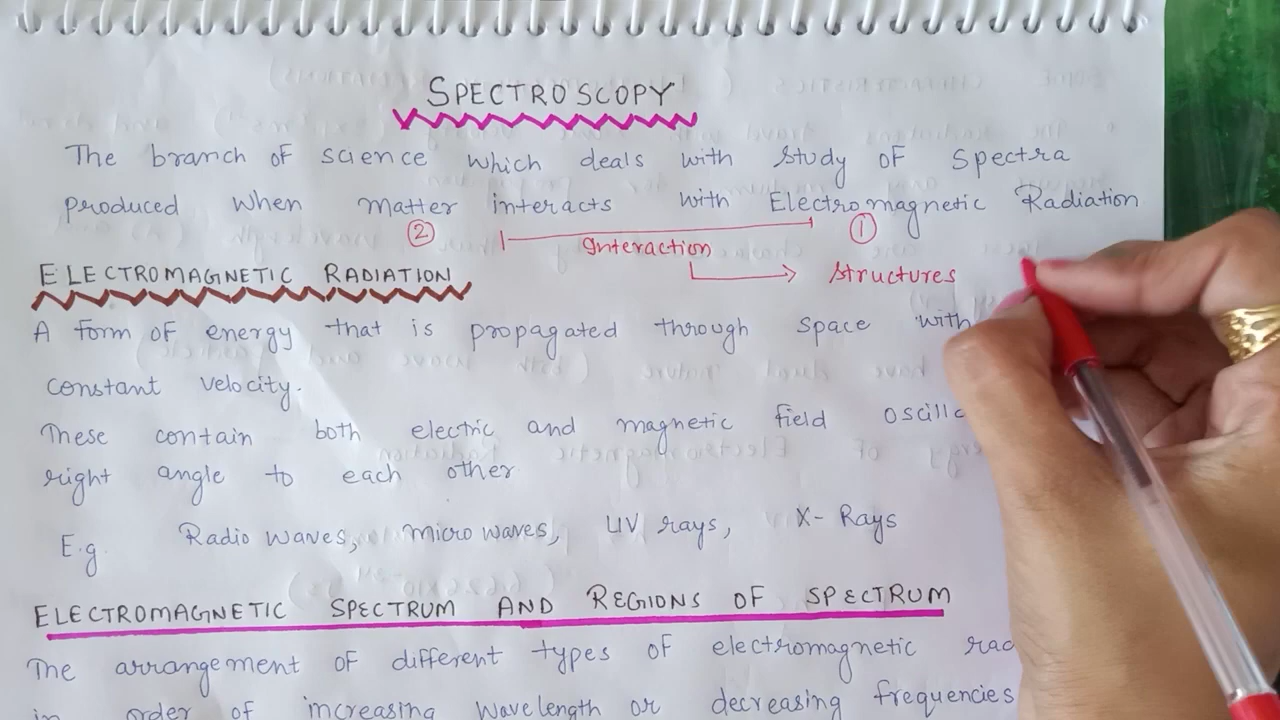 SPECTROSCOPY
The branch of science which deals with study of spectra
produced when matter interacts with Electromagnetic Radiation
② Interaction ①
ELECTROMAGNETIC RADIATION
structures
A form of energy that is propagated through space with
constant velocity.
These contain both electric and magnetic field
right angle to each other
E.g. Radio waves, micro waves, UV rays, X-Rays
ELECTROMAGNETIC SPECTRUM AND REGIONS OF SPECTRUM
The arrangement of different types of electromagnetic
in order of increasing wavelength or decreasing frequencies